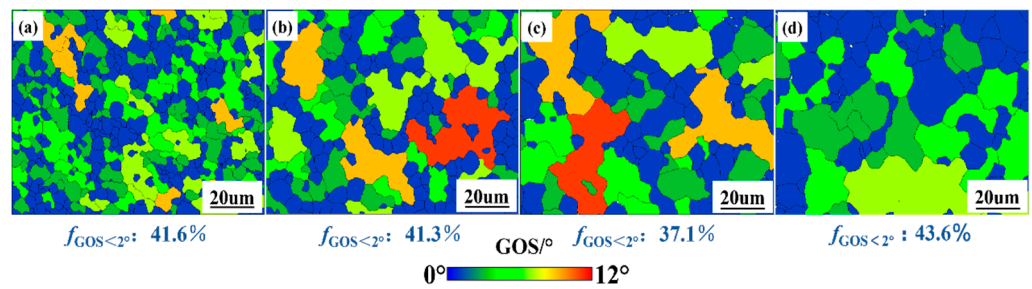 (a) (b) (c) (d)
20um 20um 20um 20um
fGOS<2°: 41.6% fGOS<2°: 41.3% fGOS<2°: 37.1% fGOS<2°: 43.6%
GOS/°
0° 12°